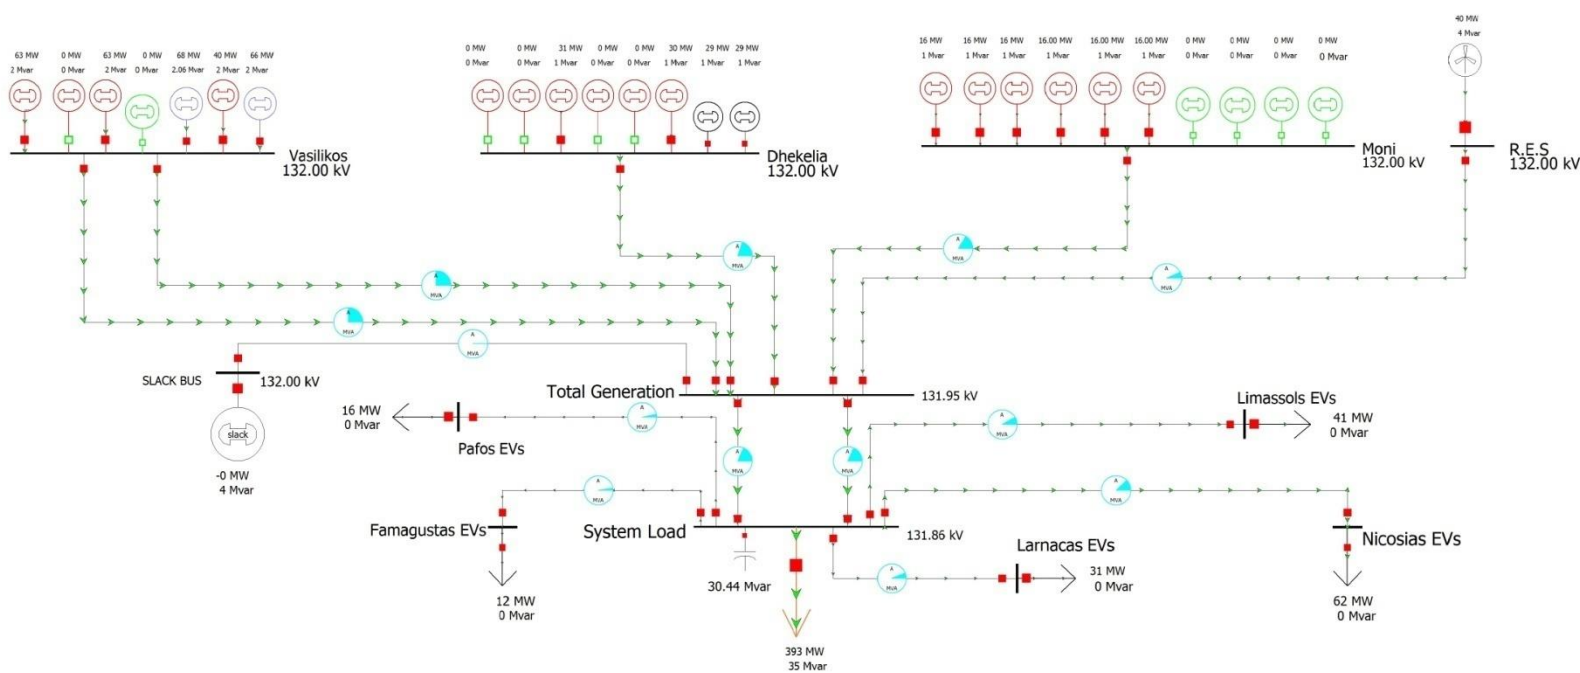 63 MW 0 MW 63 MW 0 MW 68 MW 40 MW 66 MW
2 Mvar 0 Mvar 2 Mvar 0 Mvar 2.06 Mvar 2 Mvar 2 Mvar
Vasilikos
132.00 kV
0 MW 0 MW 31 MW 0 MW 0 MW 30 MW 29 MW 29 MW
0 Mvar 0 Mvar 1 Mvar 0 Mvar 0 Mvar 1 Mvar 1 Mvar 1 Mvar
Dhekelia
132.00 kV
16 MW 16 MW 16 MW 16.00 MW 16.00 MW 16.00 MW 0 MW 0 MW 0 MW 0 MW
1 Mvar 1 Mvar 1 Mvar 1 Mvar 1 Mvar 1 Mvar 0 Mvar 0 Mvar 0 Mvar 0 Mvar
Moni
132.00 kV
40 MW
4 Mvar
R.E.S
132.00 kV
A
MVA
A
MVA
A
MVA
A
MVA
A
MVA
A
MVA
SLACK BUS
132.00 kV
slack
-0 MW
4 Mvar
Total Generation
131.95 kV
16 MW
0 Mvar
Pafos EVs
A
MVA
A
MVA
Limassols EVs
41 MW
0 Mvar
A
MVA
A
MVA
A
MVA
A
MVA
Famagustas EVs
12 MW
0 Mvar
System Load
131.86 kV
30.44 Mvar
393 MW
35 Mvar
Larnacas EVs
A
MVA
31 MW
0 Mvar
Nicosias EVs
62 MW
0 Mvar